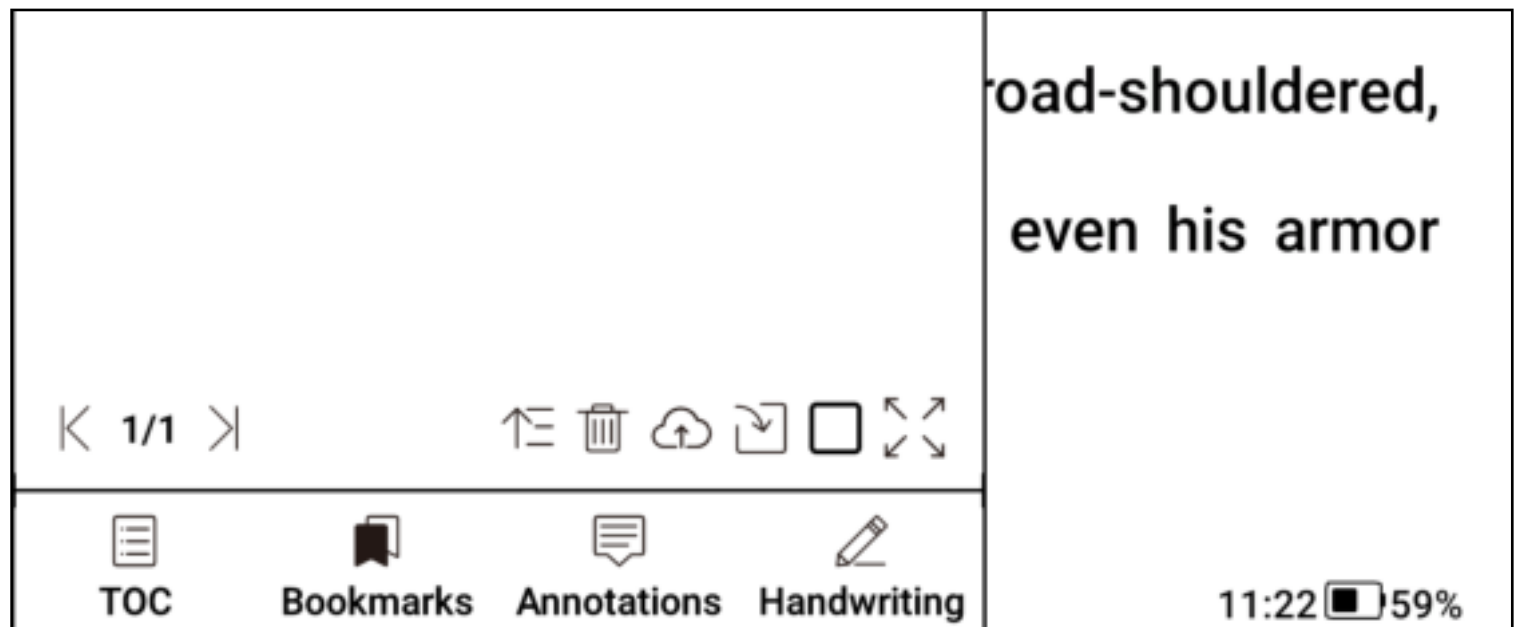 road-shouldered,
even his armor
1/1
TOC Bookmarks Annotations Handwriting
11:22 59%